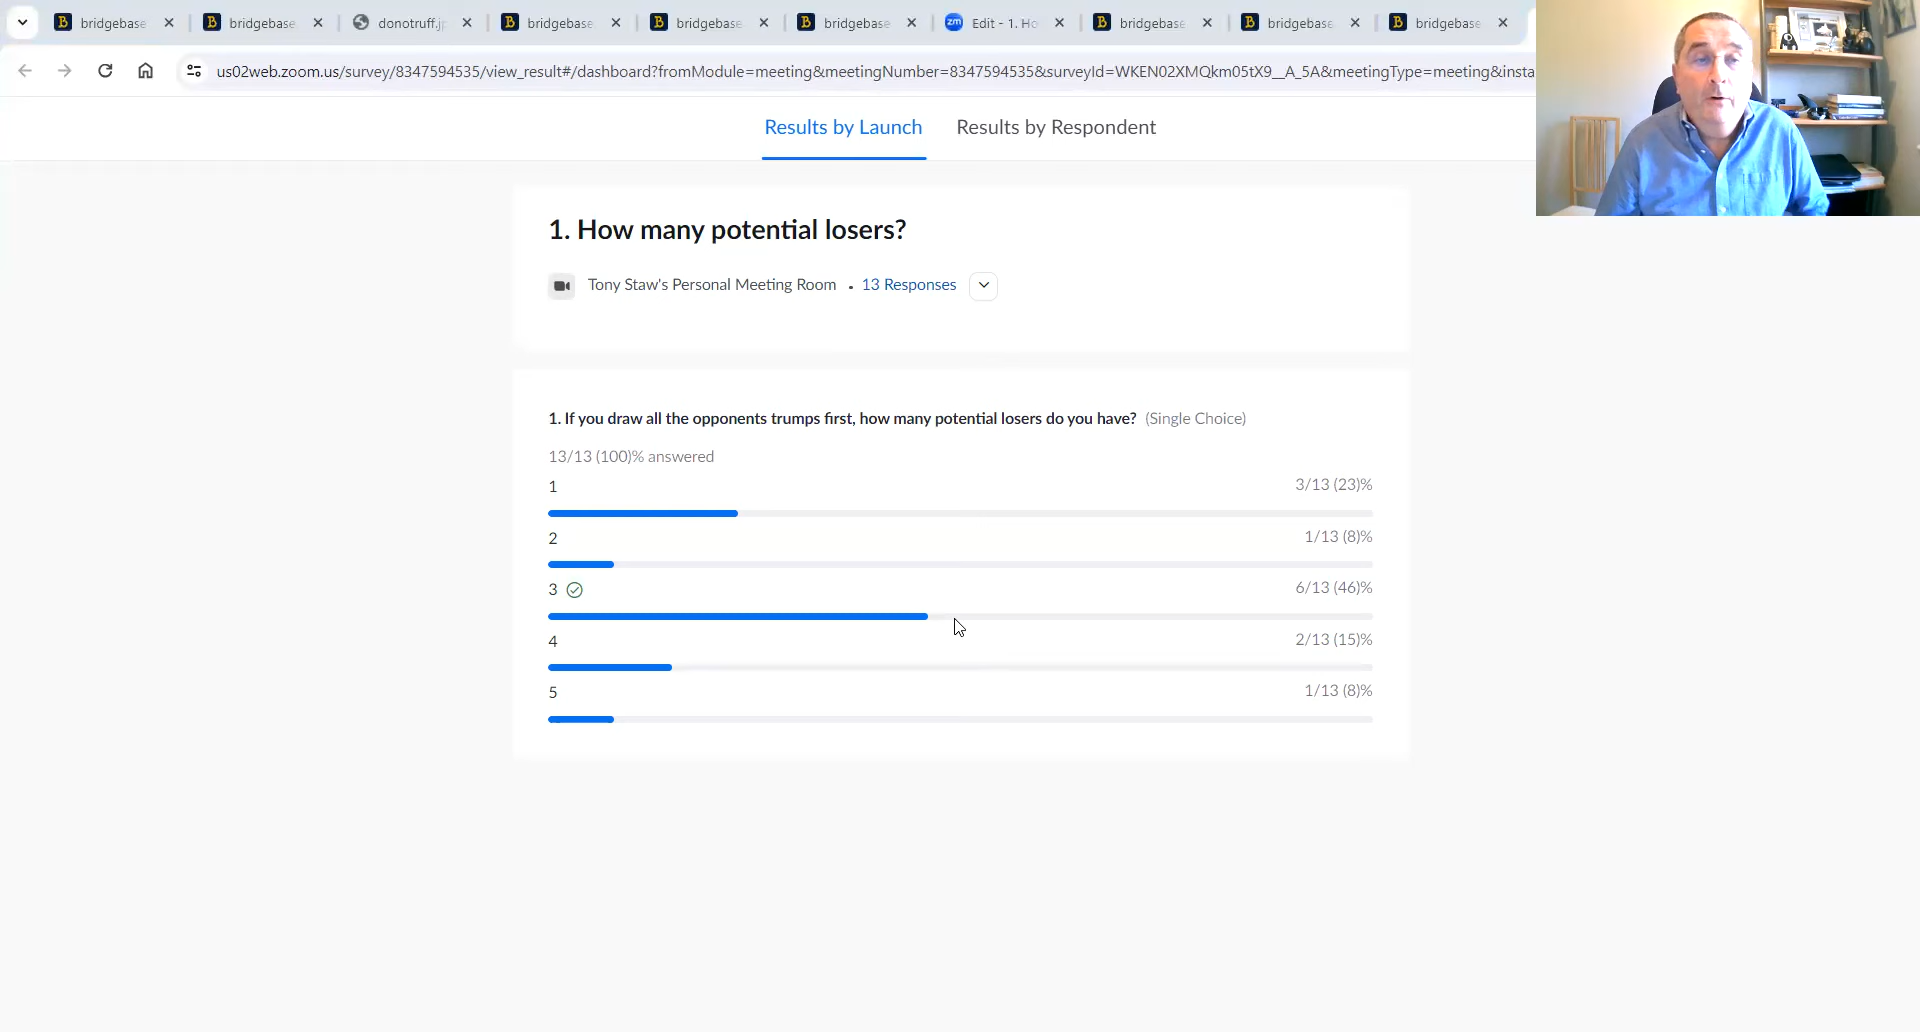 bridgebase
bridgebase
donotruff.jp
bridgebase
bridgebase
bridgebase
zm
Edit - 1. Ho
bridgebase
bridgebase
bridgebase
us02web.zoom.us/survey/8347594535/view_result#/dashboard?fromModule=meeting&meetingNumber=8347594535&surveyId=WKEN02XMQkm05tX9__A_5A&meetingType=meeting&insta
Results by Launch
Results by Respondent
1. How many potential losers?
Tony Staw's Personal Meeting Room . 13 Responses
1. If you draw all the opponents trumps first, how many potential losers do you have? (Single Choice)
13/13 (100)% answered
1 3/13 (23)%
2 1/13 (8)%
3 6/13 (46)%
4 2/13 (15)%
5 1/13 (8)%